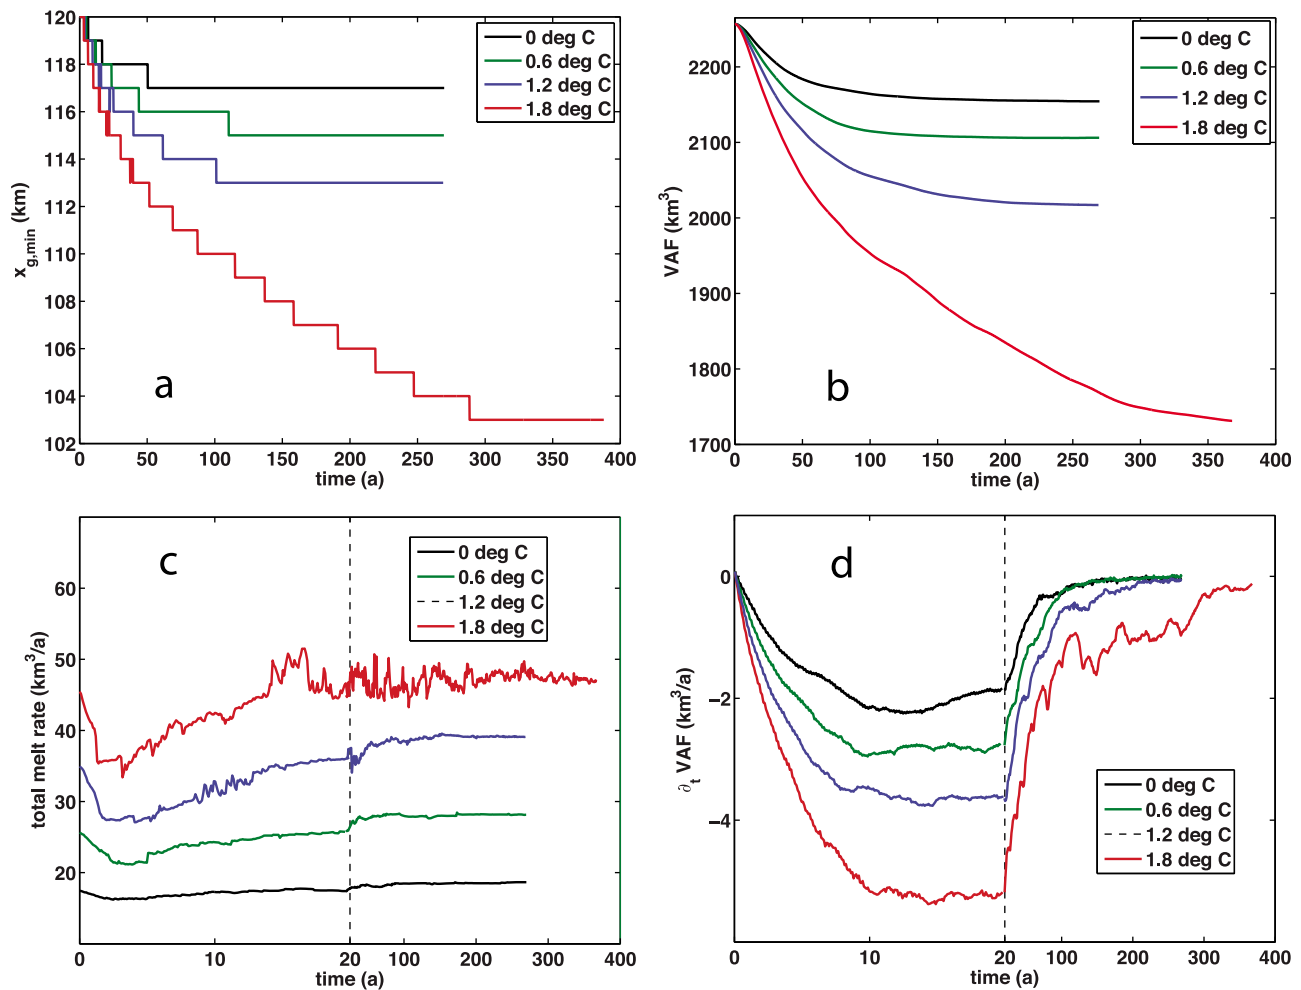 120
118
116
114
112
110
108
106
104
102
x_g,min (km)
0 50 100 150 200 250 300 350 400
time (a)
0 deg C
0.6 deg C
1.2 deg C
1.8 deg C
a
2200
2100
2000
1900
1800
1700
VAF (km³)
0 50 100 150 200 250 300 350 400
time (a)
0 deg C
0.6 deg C
1.2 deg C
1.8 deg C
b
60
50
40
30
20
total melt rate (km³/a)
0 10 20 100 200 300 400
time (a)
0 deg C
0.6 deg C
1.2 deg C
1.8 deg C
c
0
−2
−4
∂_t VAF (km³/a)
0 10 20 100 200 300 400
time (a)
0 deg C
0.6 deg C
1.2 deg C
1.8 deg C
d